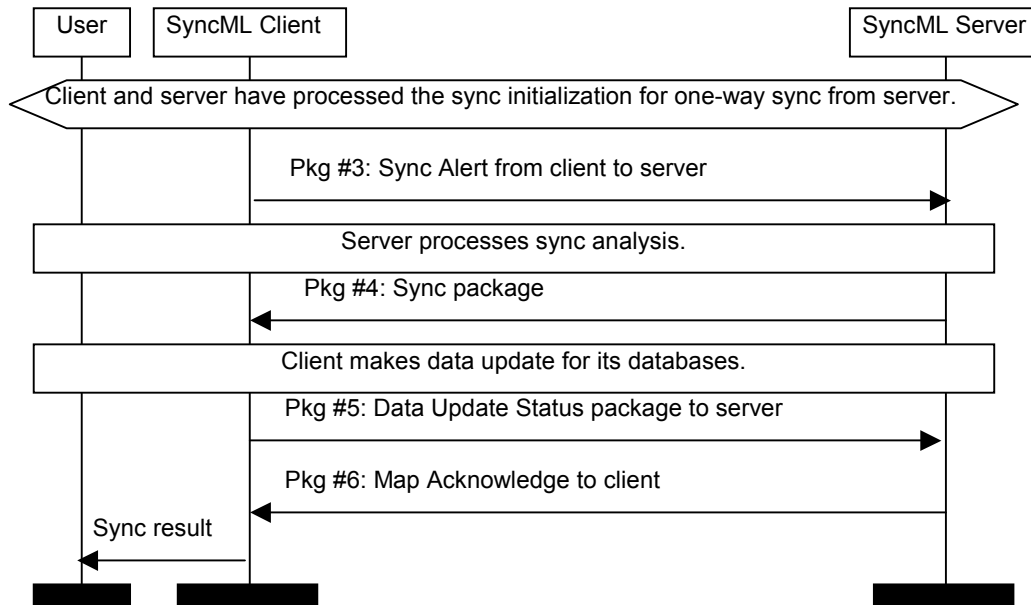 User
SyncML Client
SyncML Server
Client and server have processed the sync initialization for one-way sync from server.
Pkg #3: Sync Alert from client to server
Server processes sync analysis.
Pkg #4: Sync package
Client makes data update for its databases.
Pkg #5: Data Update Status package to server
Pkg #6: Map Acknowledge to client
Sync result